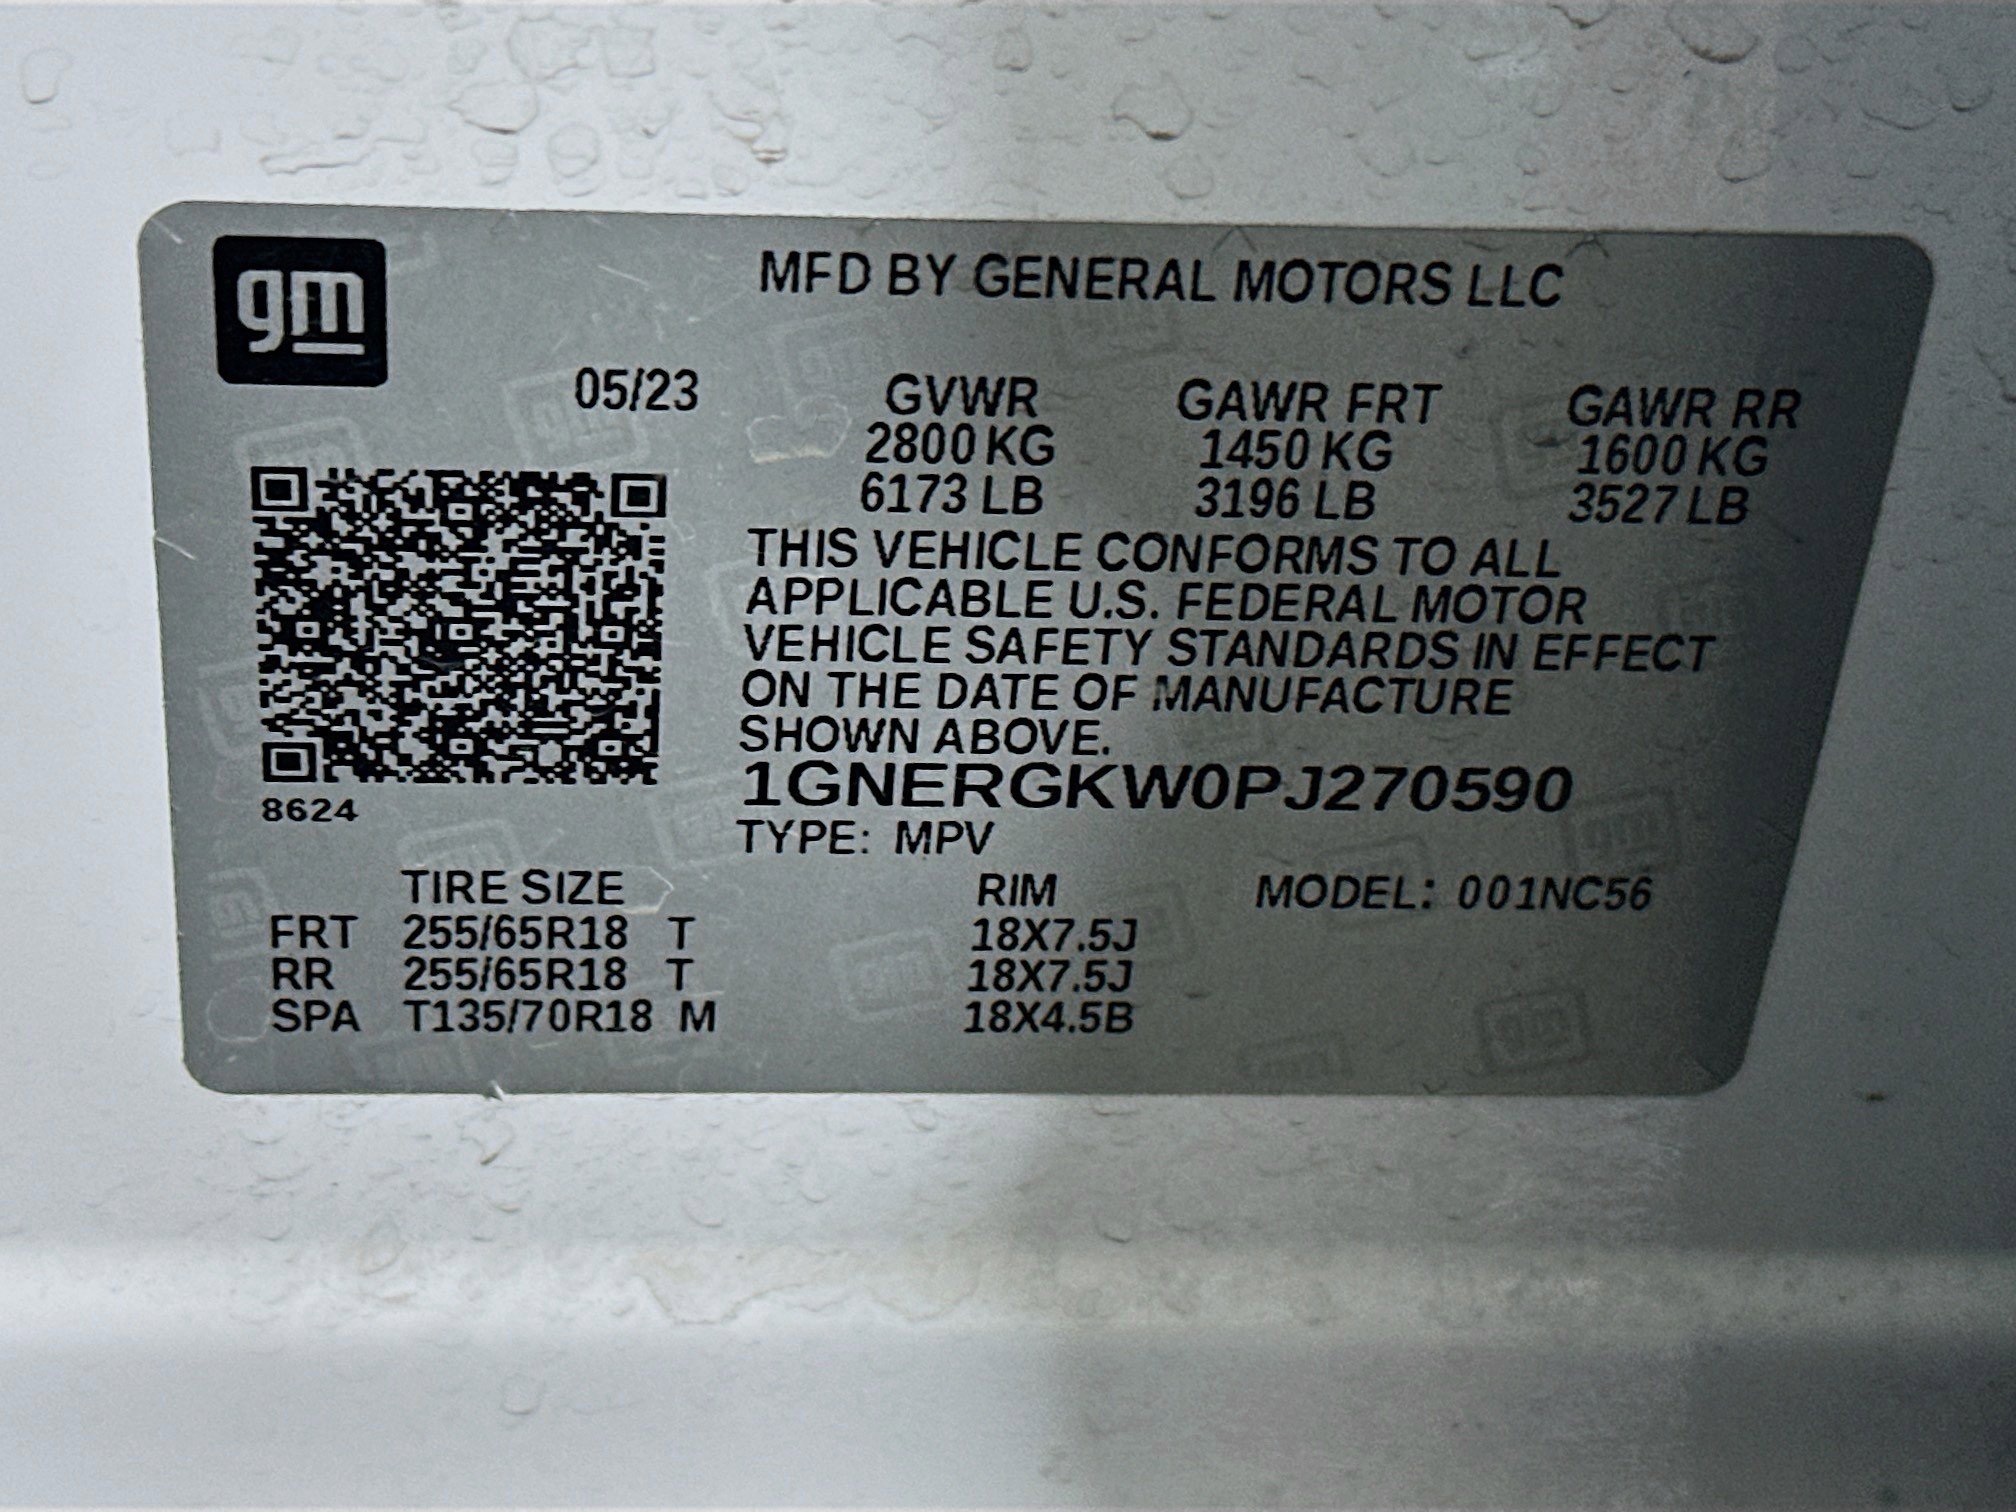 gm
MFD BY GENERAL MOTORS LLC
05/23
GVWR GAWR FRT GAWR RR
2800 KG 1450 KG 1600 KG
6173 LB 3196 LB 3527 LB
THIS VEHICLE CONFORMS TO ALL
APPLICABLE U.S. FEDERAL MOTOR
VEHICLE SAFETY STANDARDS IN EFFECT
ON THE DATE OF MANUFACTURE
SHOWN ABOVE.
1GNERGKW0PJ270590
8624
TYPE: MPV
TIRE SIZE RIM MODEL: 001NC56
FRT 255/65R18 T 18X7.5J
RR 255/65R18 T 18X7.5J
SPA T135/70R18 M 18X4.5B